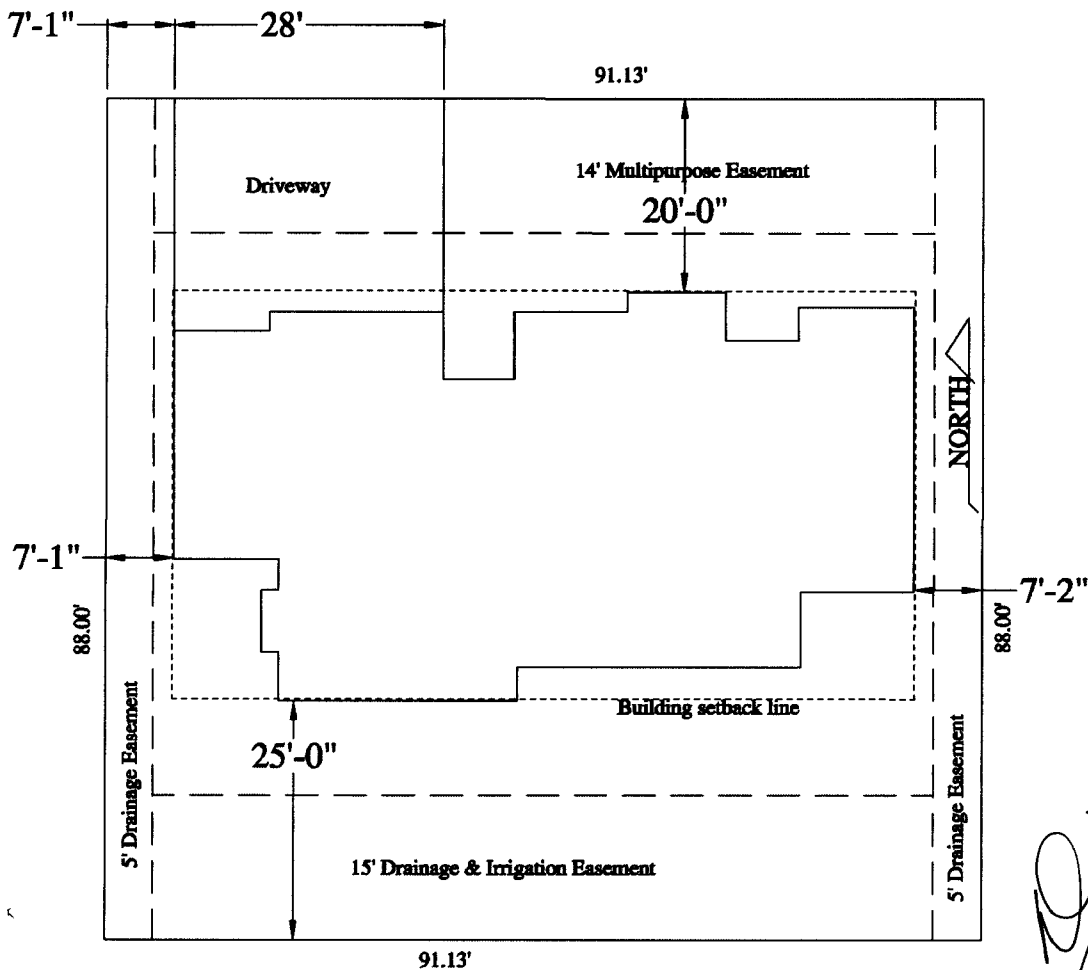 7'-1"
28'
91.13'
Driveway
14' Multipurpose Easement
20'-0"
NORTH
7'-1"
7'-2"
88.00'
88.00'
Building setback line
25'-0"
5' Drainage Easement
5' Drainage Easement
15' Drainage & Irrigation Easement
91.13'